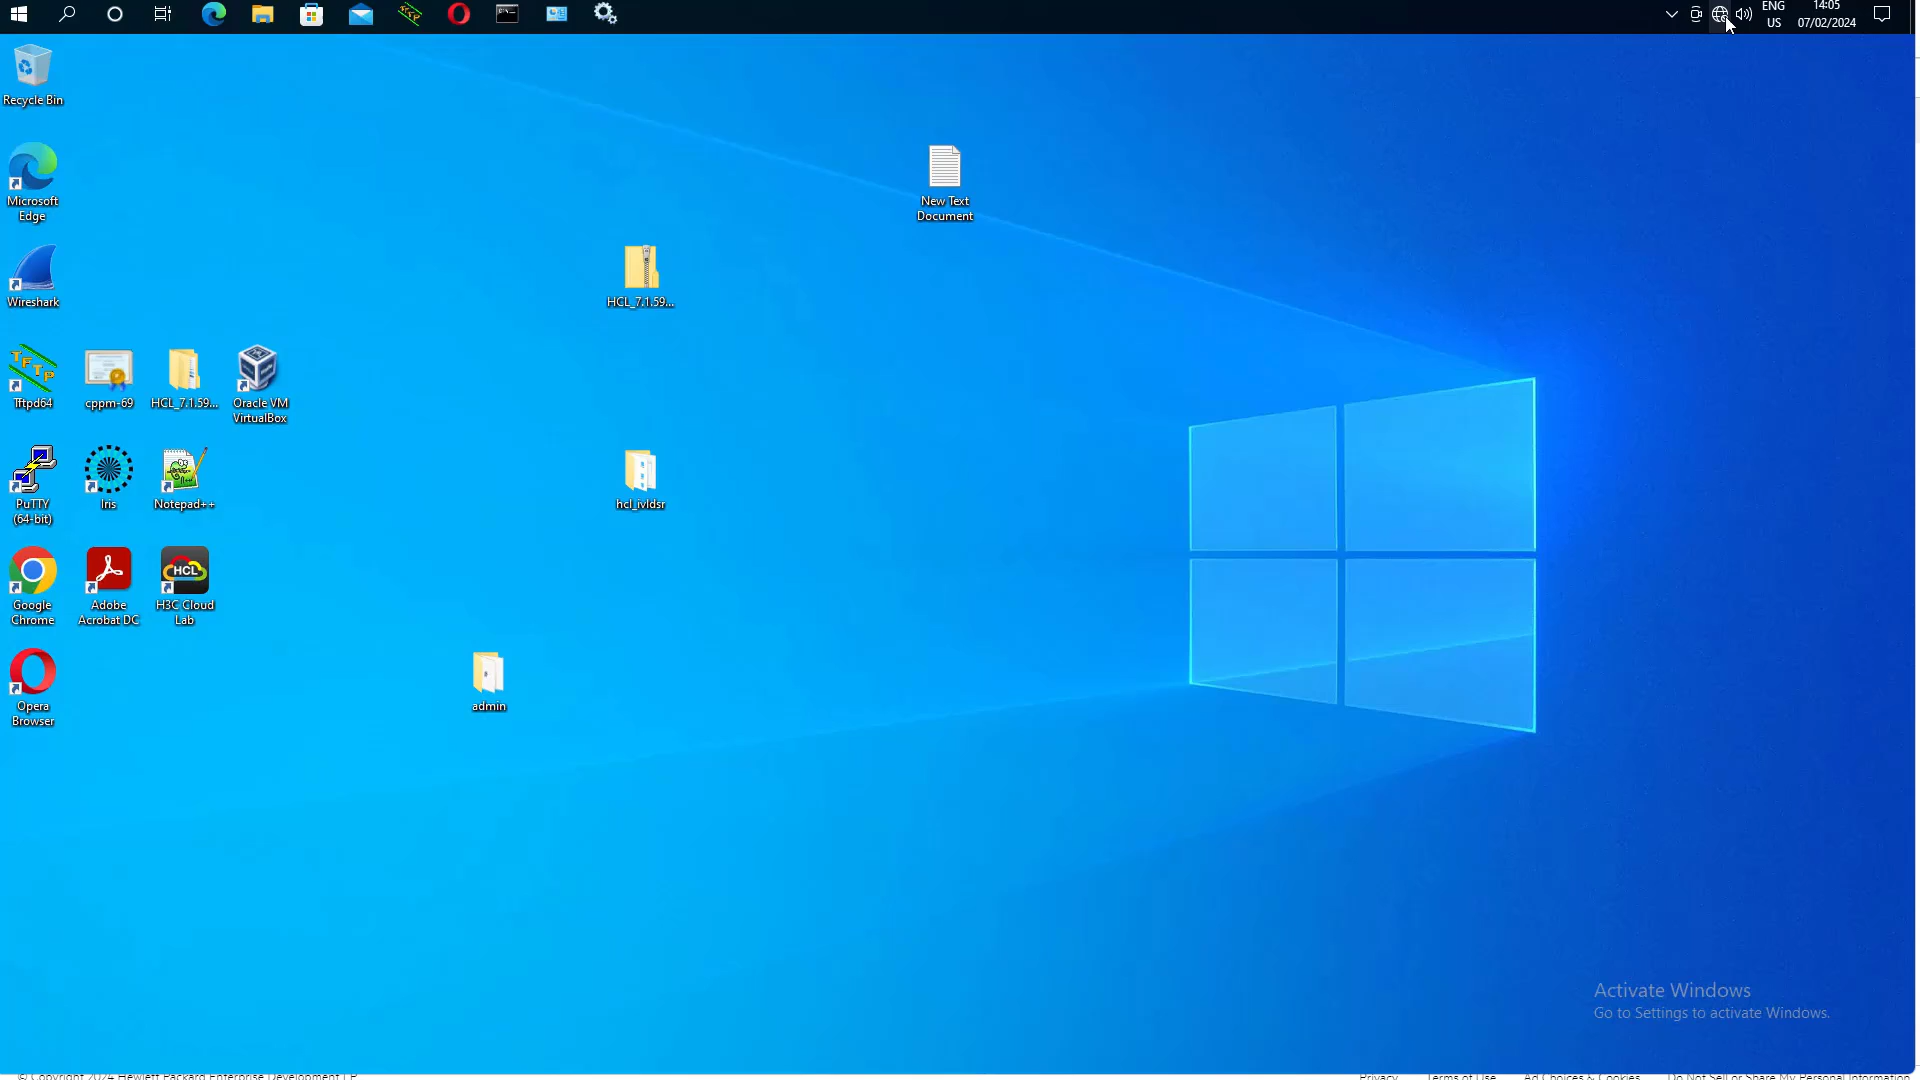 ENG
US
14:05
07/02/2024
Recycle Bin
Microsoft
Edge
New Text
Document
Wireshark
HCL_7.1.59...
TFTP
Tftpd64
cppm-69
HCL_7.1.59...
Oracle VM
VirtualBox
PuTTY
(64-bit)
Iris
Notepad++
hcl_ivldsr
Google
Chrome
Adobe
Acrobat DC
HCL
H3C Cloud
Lab
Opera
Browser
admin
Activate Windows
Go to Settings to activate Windows.
© Copyright 2024 Hewlett Packard Enterprise Development LP
Privacy
Terms of Use
Ad Choices & Cookies
Do Not Sell or Share My Personal Information